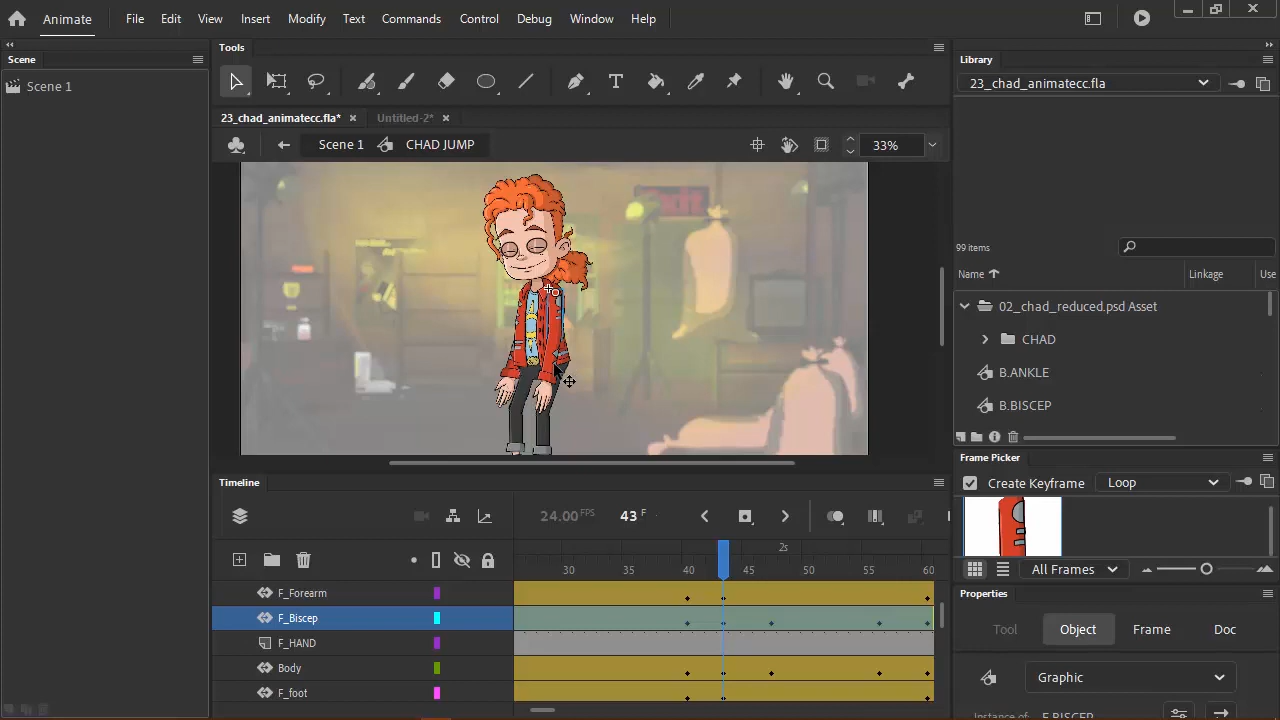 Animate File Edit View Insert Modify Text Commands Control Debug Window Help
Scene
Scene 1
Tools
23_chad_animatecc.fla*
Untitled-2*
Scene 1
CHAD JUMP
33%
Library
23_chad_animatecc.fla
99 items
Name
Linkage
Use
02_chad_reduced.psd Asset
CHAD
B.ANKLE
B.BISCEP
Frame Picker
Create Keyframe
Loop
All Frames
Properties
Tool
Object
Frame
Doc
Graphic
Instance of:
F.BISCEP
Timeline
24.00 FPS
43 F
2s
30 35 40 45 50 55 60
F_Forearm
F_Biscep
F_HAND
Body
F_foot